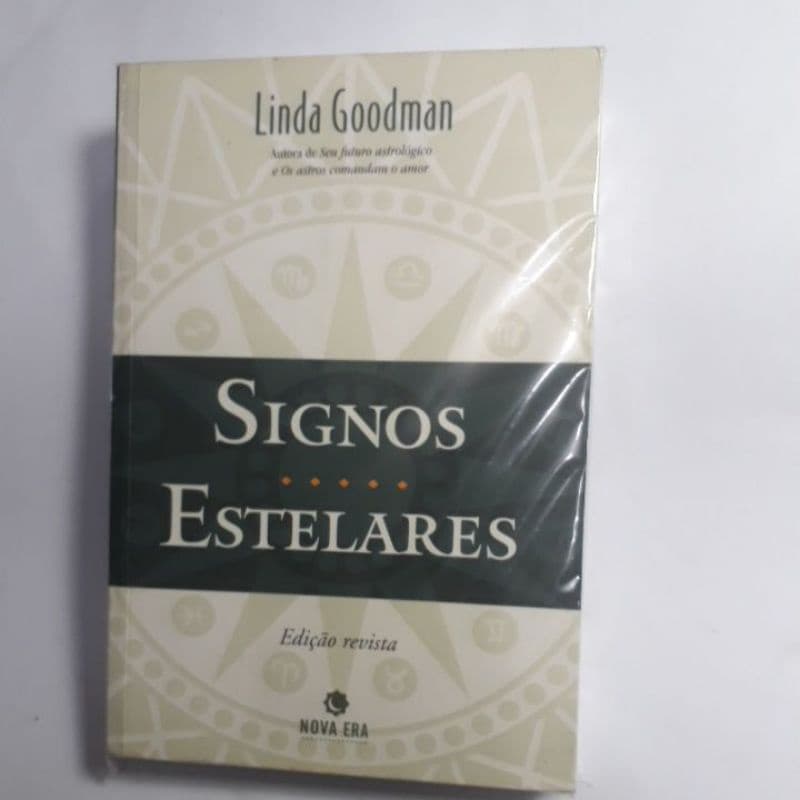 Linda Goodman
Autora de Seu futuro astrológico
e Os astros comandam o amor
SIGNOS
ESTELARES
Edição revista
NOVA ERA